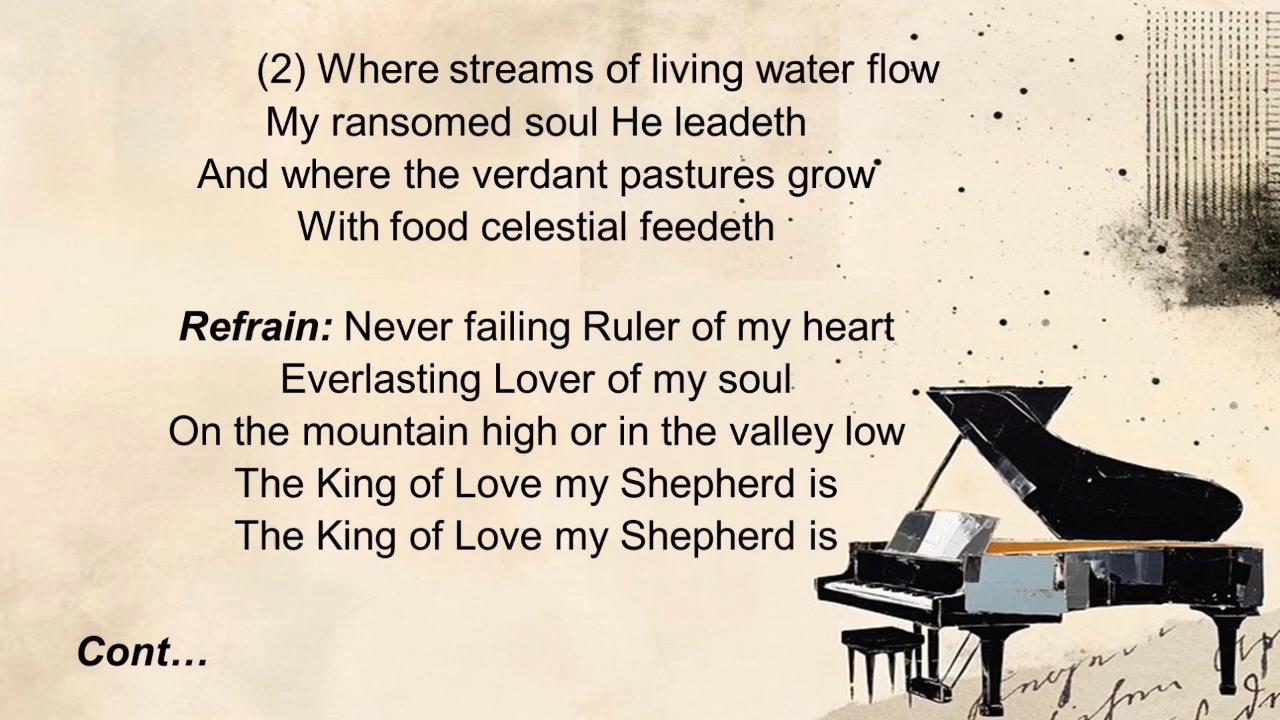 (2) Where streams of living water flow
My ransomed soul He leadeth
And where the verdant pastures grow
With food celestial feedeth
Refrain: Never failing Ruler of my heart
Everlasting Lover of my soul
On the mountain high or in the valley low
The King of Love my Shepherd is
The King of Love my Shepherd is
Cont…